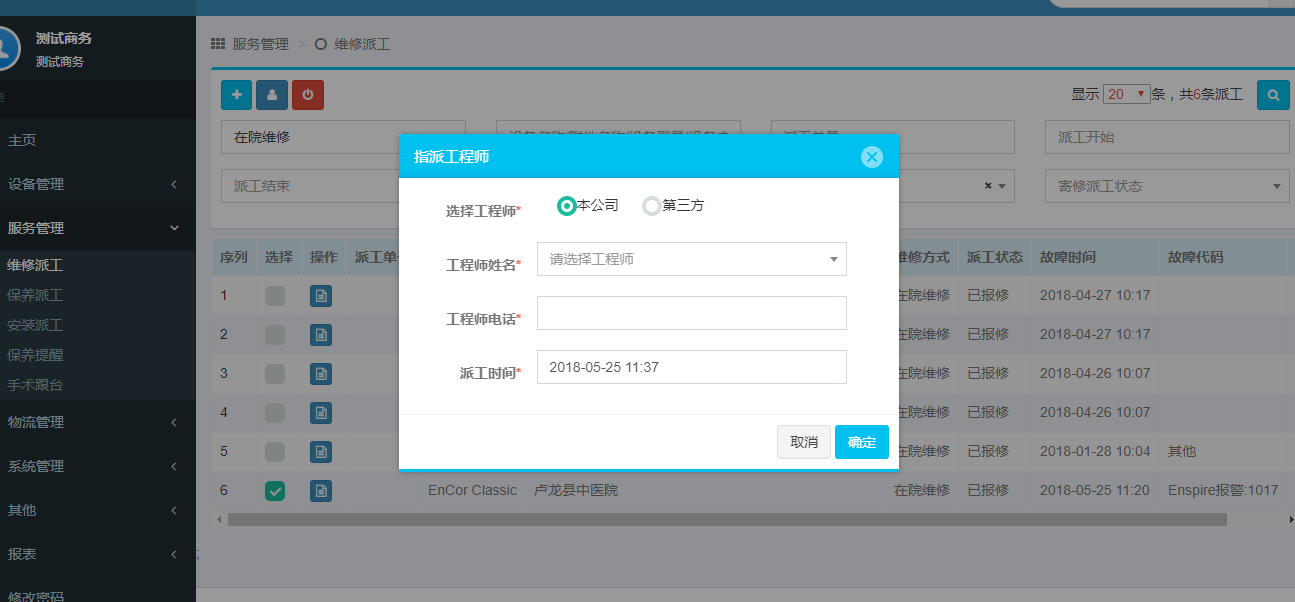 测试商务
测试商务
服务管理 > 维修派工
主页
设备管理
服务管理
维修派工
保养派工
安装派工
保养提醒
手术跟台
物流管理
系统管理
其他
报表
修改密码
显示 20 条，共6条派工
在院维修
派工开始
派工结束
寄修派工状态
指派工程师
选择工程师* 本公司 第三方
工程师姓名* 请选择工程师
工程师电话*
派工时间* 2018-05-25 11:37
取消 确定
序列 选择 操作 派工单 维修方式 派工状态 故障时间 故障代码
1 在院维修 已报修 2018-04-27 10:17
2 在院维修 已报修 2018-04-27 10:17
3 在院维修 已报修 2018-04-26 10:07
4 在院维修 已报修 2018-04-26 10:07
5 在院维修 已报修 2018-01-28 10:04 其他
6 EnCor Classic 卢龙县中医院 在院维修 已报修 2018-05-25 11:20 Enspire报警:1017